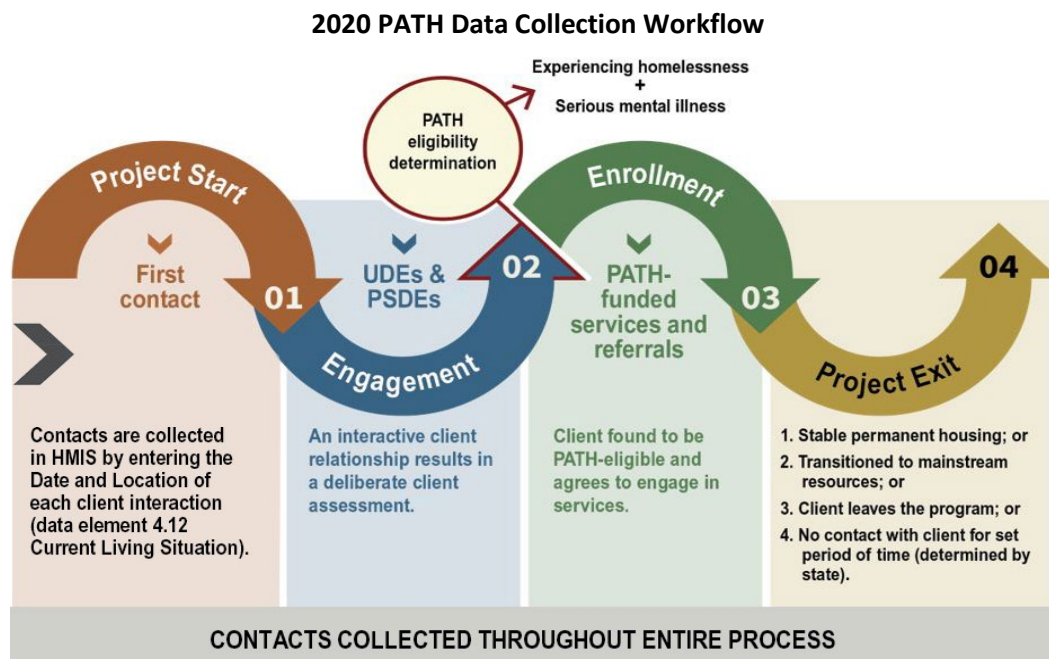 2020 PATH Data Collection Workflow
Experiencing homelessness
+
Serious mental illness
PATH
eligibility
determination
Project Start
First
contact
01
Contacts are collected
in HMIS by entering the
Date and Location of
each client interaction
(data element 4.12
Current Living Situation).
UDEs &
PSDEs
02
Engagement
An interactive client
relationship results in
a deliberate client
assessment.
Enrollment
PATH-
funded
services and
referrals
03
Client found to be
PATH-eligible and
agrees to engage in
services.
04
Project Exit
1. Stable permanent housing; or
2. Transitioned to mainstream
resources; or
3. Client leaves the program; or
4. No contact with client for set
period of time (determined by
state).
CONTACTS COLLECTED THROUGHOUT ENTIRE PROCESS